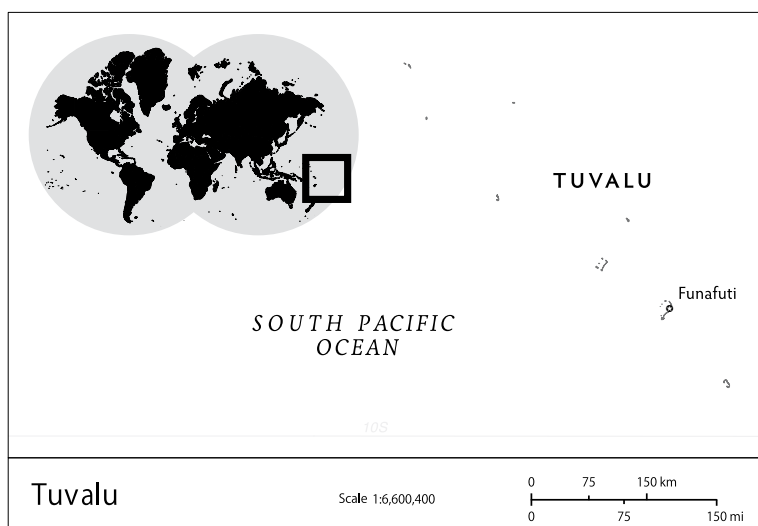 TUVALU
Funafuti
SOUTH PACIFIC
OCEAN
10S
Tuvalu
Scale 1:6,600,400
0 75 150 km
0 75 150 mi